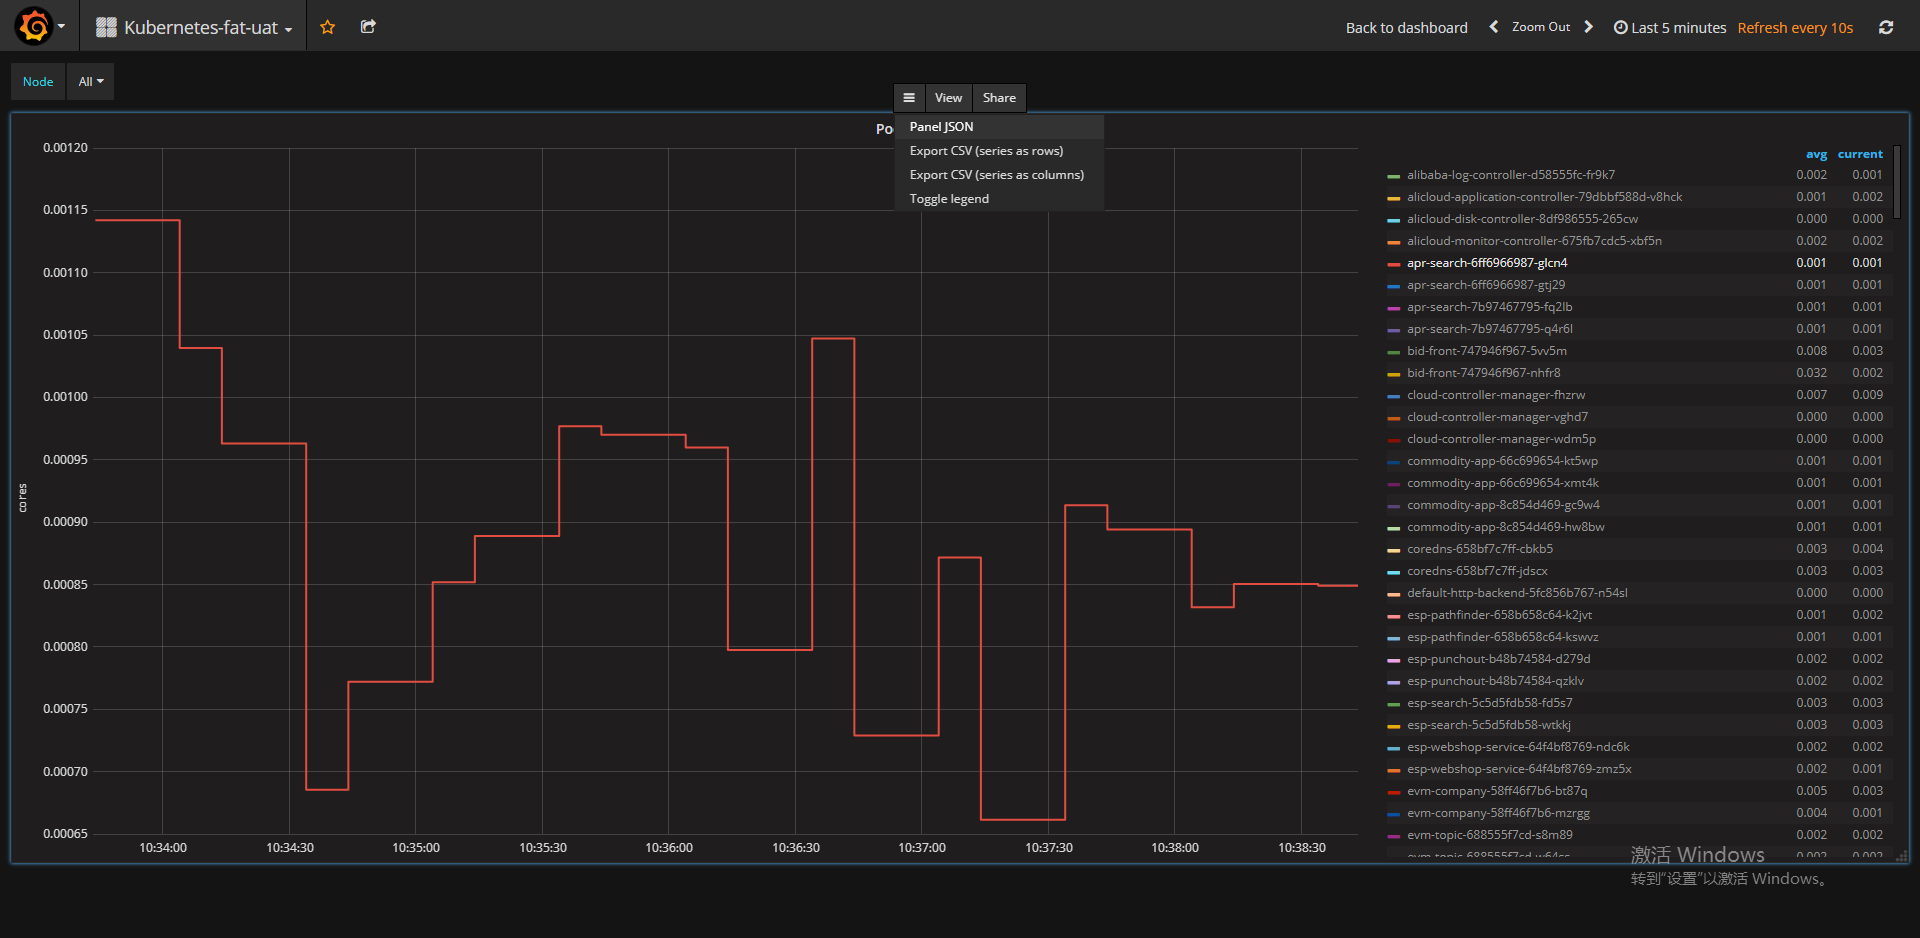 Kubernetes-fat-uat
Back to dashboard
Zoom Out
Last 5 minutes
Refresh every 10s
Node
All
View
Share
Panel JSON
Export CSV (series as rows)
Export CSV (series as columns)
Toggle legend
cores
0.00120
0.00115
0.00110
0.00105
0.00100
0.00095
0.00090
0.00085
0.00080
0.00075
0.00070
0.00065
10:34:00 10:34:30 10:35:00 10:35:30 10:36:00 10:36:30 10:37:00 10:37:30 10:38:00 10:38:30
avg current
alibaba-log-controller-d58555fc-fr9k7 0.002 0.001
alicloud-application-controller-79dbbf588d-v8hck 0.001 0.002
alicloud-disk-controller-8df986555-265cw 0.000 0.000
alicloud-monitor-controller-675fb7cdc5-xbf5n 0.002 0.002
apr-search-6ff6966987-glcn4 0.001 0.001
apr-search-6ff6966987-gtj29 0.001 0.001
apr-search-7b97467795-fq2lb 0.001 0.001
apr-search-7b97467795-q4r6l 0.001 0.001
bid-front-747946f967-5vv5m 0.008 0.003
bid-front-747946f967-nhfr8 0.032 0.002
cloud-controller-manager-fhzrw 0.007 0.009
cloud-controller-manager-vghd7 0.000 0.000
cloud-controller-manager-wdm5p 0.000 0.000
commodity-app-66c699654-kt5wp 0.001 0.001
commodity-app-66c699654-xmt4k 0.001 0.001
commodity-app-8c854d469-gc9w4 0.001 0.001
commodity-app-8c854d469-hw8bw 0.001 0.001
coredns-658bf7c7ff-cbkb5 0.003 0.004
coredns-658bf7c7ff-jdscx 0.003 0.003
default-http-backend-5fc856b767-n54sl 0.000 0.000
esp-pathfinder-658b658c64-k2jvt 0.001 0.002
esp-pathfinder-658b658c64-kswvz 0.001 0.001
esp-punchout-b48b74584-d279d 0.002 0.002
esp-punchout-b48b74584-qzklv 0.002 0.002
esp-search-5c5d5fdb58-fd5s7 0.003 0.003
esp-search-5c5d5fdb58-wtkkj 0.003 0.003
esp-webshop-service-64f4bf8769-ndc6k 0.002 0.002
esp-webshop-service-64f4bf8769-zmz5x 0.002 0.001
evm-company-58ff46f7b6-bt87q 0.005 0.003
evm-company-58ff46f7b6-mzrgg 0.004 0.001
evm-topic-688555f7cd-s8m89 0.002 0.002
激活 Windows
转到“设置”以激活 Windows。